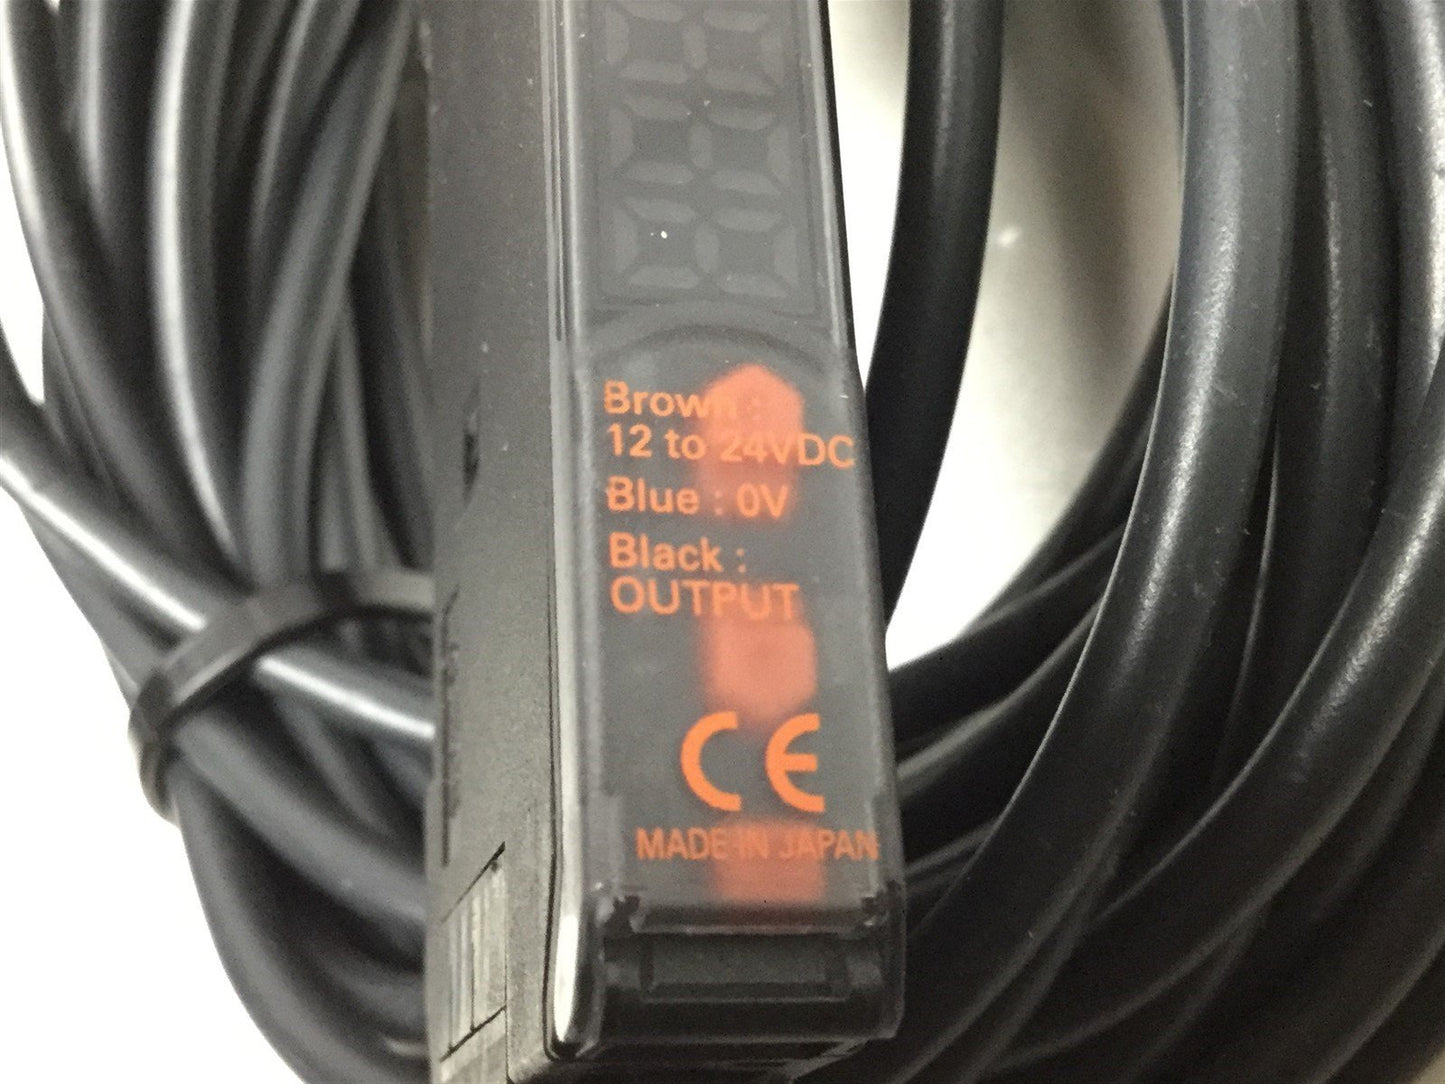 Brown :
12 to 24VDC
Blue : 0V
Black :
OUTPUT
CE
MADE IN JAPAN